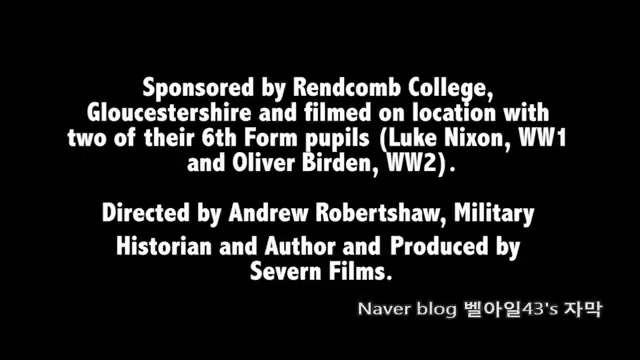 Sponsored by Rendcomb College,
Gloucestershire and filmed on location with
two of their 6th Form pupils (Luke Nixon, WW1
and Oliver Birden, WW2).
Directed by Andrew Robertshaw, Military
Historian and Author and Produced by
Severn Films.
Naver blog 벨아일43's 자막